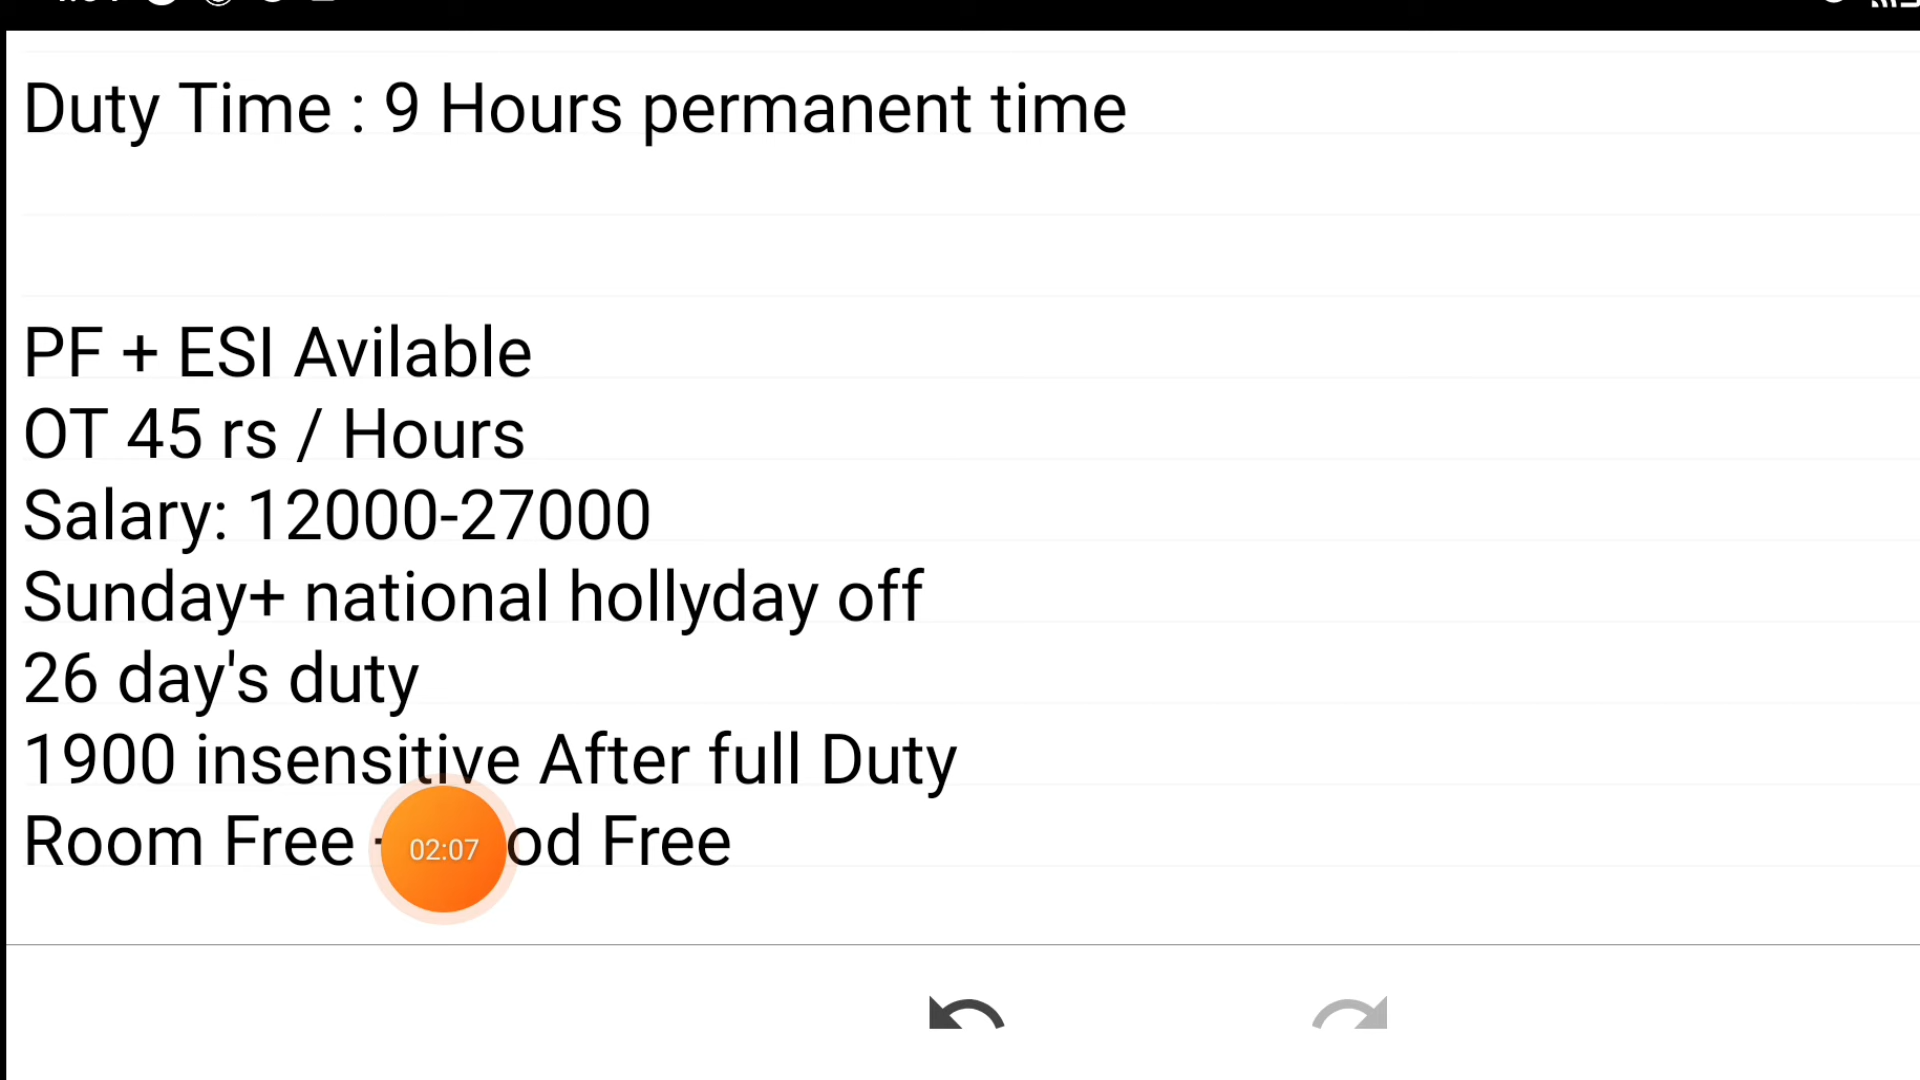 Duty Time : 9 Hours permanent time
PF + ESI Avilable
OT 45 rs / Hours
Salary: 12000-27000
Sunday+ national hollyday off
26 day's duty
1900 insensitive After full Duty
Room Free od Free
02:07